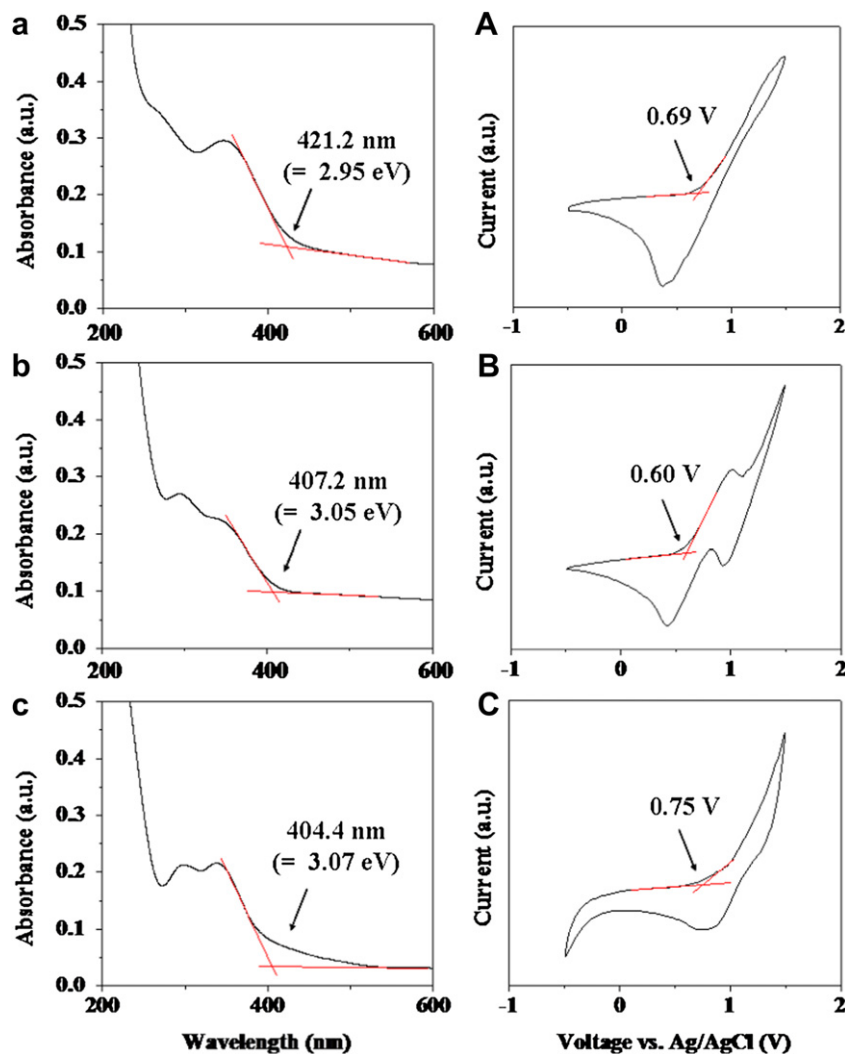 a
A
0.5
0.4
0.3
0.2
0.1
0.0
Absorbance (a.u.)
421.2 nm
(= 2.95 eV)
200
400
600
Current (a.u.)
0.69 V
-1
0
1
2
b
B
0.5
0.4
0.3
0.2
0.1
0.0
Absorbance (a.u.)
407.2 nm
(= 3.05 eV)
200
400
600
Current (a.u.)
0.60 V
-1
0
1
2
c
C
0.5
0.4
0.3
0.2
0.1
0.0
Absorbance (a.u.)
404.4 nm
(= 3.07 eV)
200
400
600
Wavelength (nm)
Current (a.u.)
0.75 V
-1
0
1
2
Voltage vs. Ag/AgCl (V)